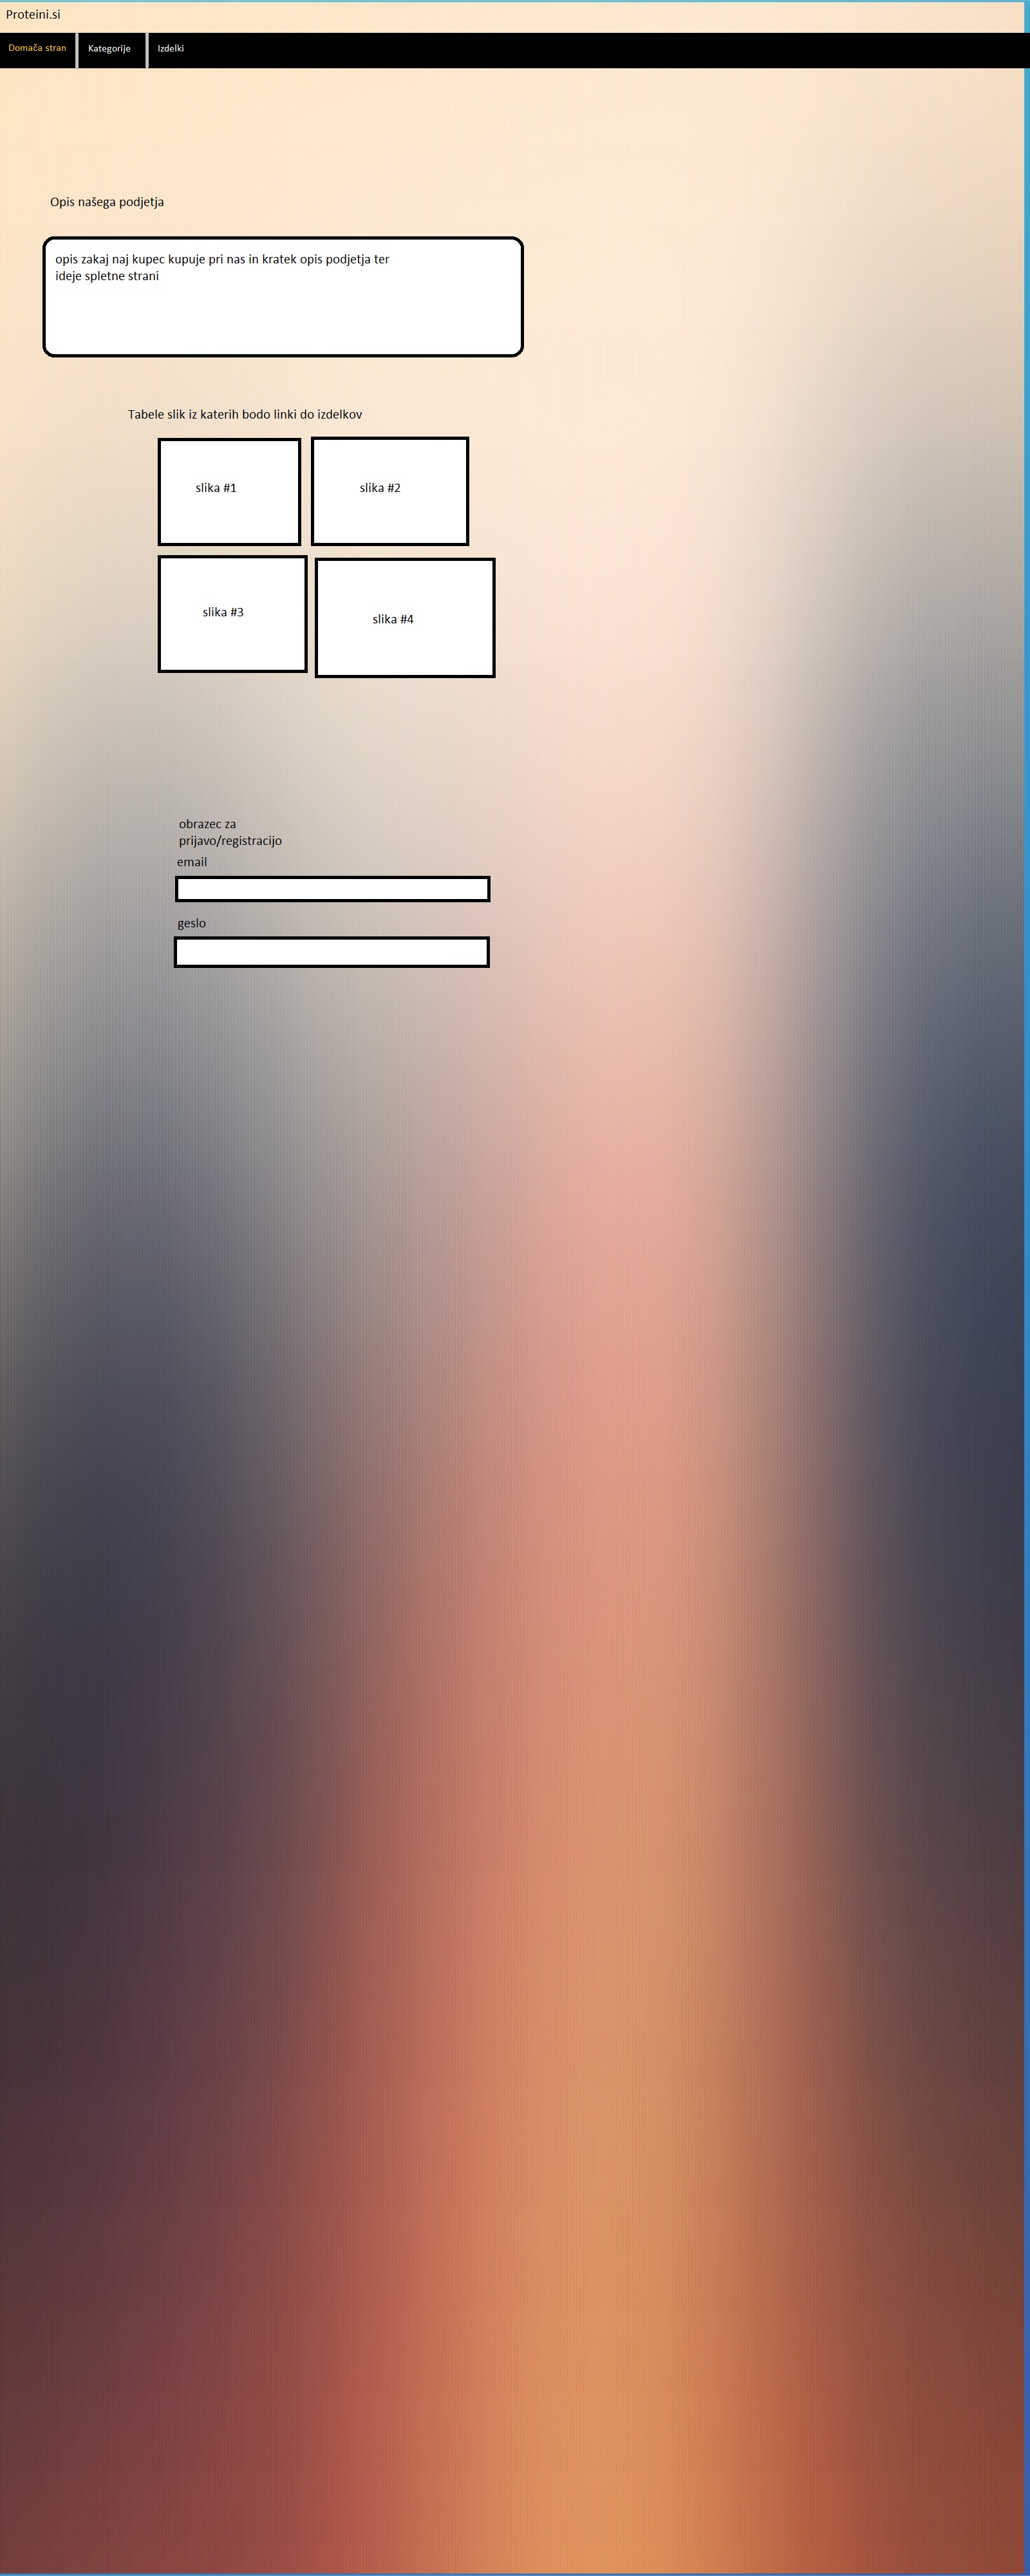 Proteini.si
Domača stran Kategorije Izdelki
Opis našega podjetja
opis zakaj naj kupec kupuje pri nas in kratek opis podjetja ter
ideje spletne strani
Tabele slik iz katerih bodo linki do izdelkov
slika #1 slika #2
slika #3
slika #4
obrazec za
prijavo/registracijo
email
geslo